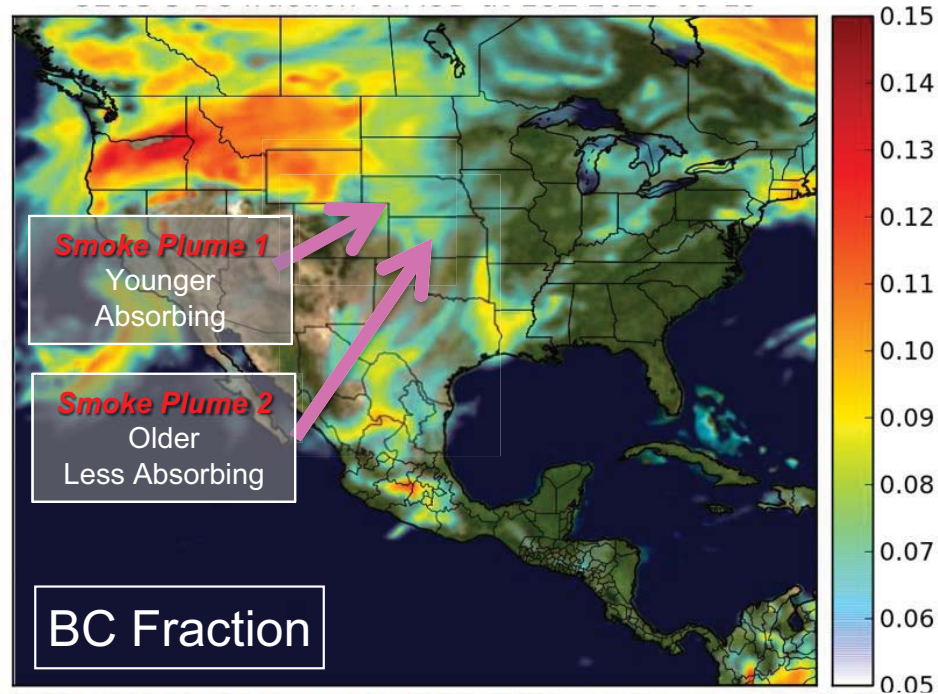 0.15
0.14
0.13
0.12
0.11
0.10
0.09
0.08
0.07
0.06
0.05
Smoke Plume 1
Younger
Absorbing
Smoke Plume 2
Older
Less Absorbing
BC Fraction